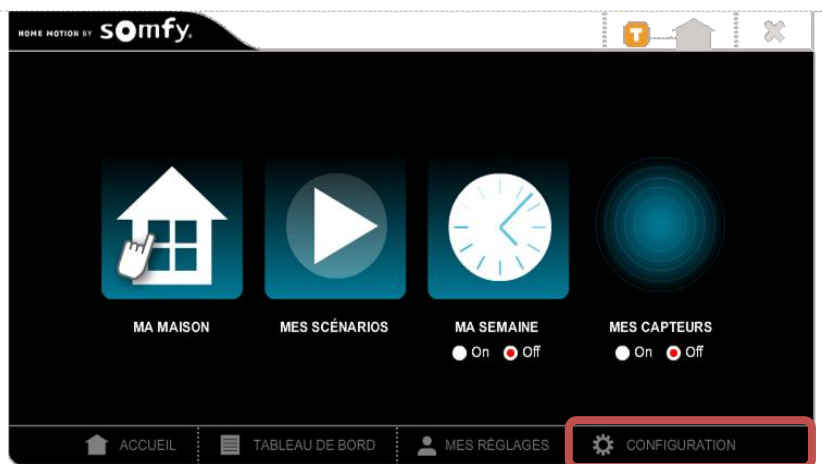 HOME MOTION BY somfy.
T
MA MAISON
MES SCÉNARIOS
MA SEMAINE
MES CAPTEURS
On Off
On Off
ACCUEIL
TABLEAU DE BORD
MES RÉGLAGES
CONFIGURATION